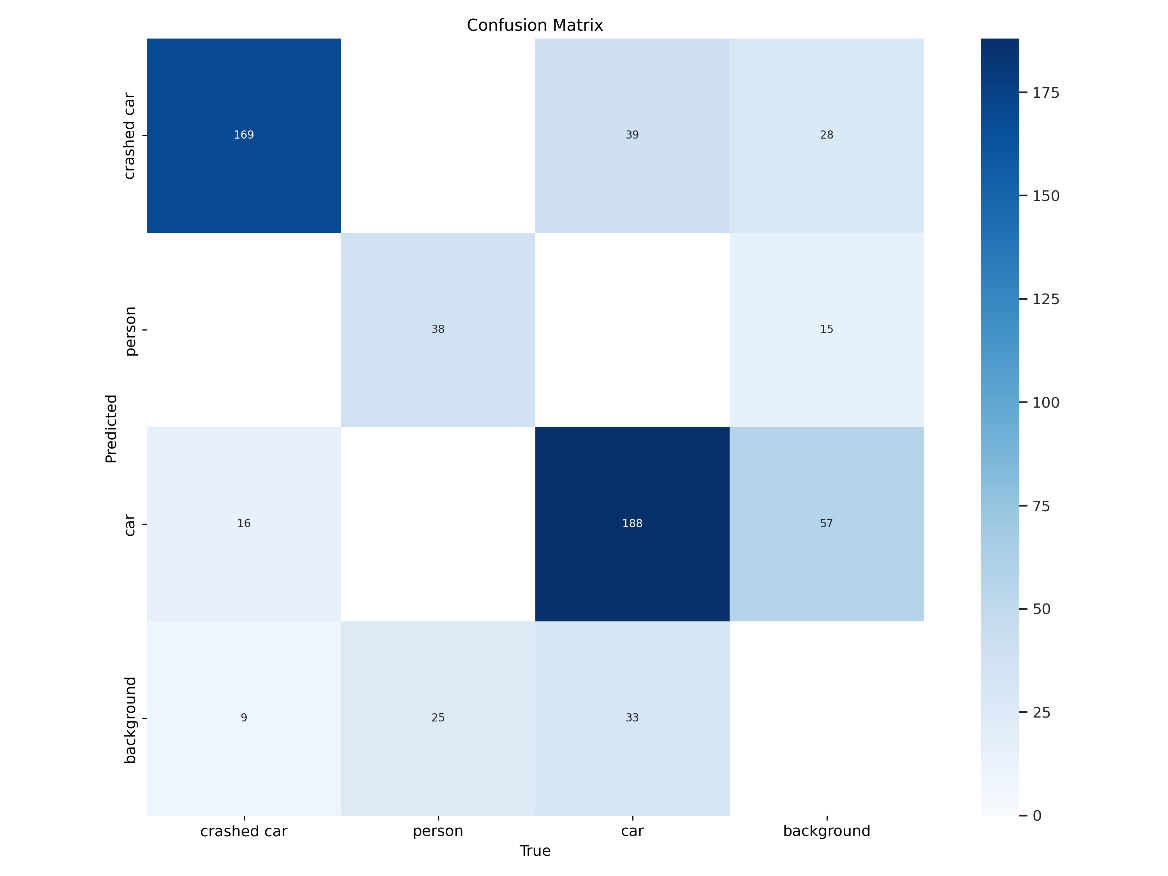 Confusion Matrix
crashed car
169
39
28
person
38
15
Predicted
car
16
188
57
background
9
25
33
crashed car
person
car
background
True
175
150
125
100
75
50
25
0